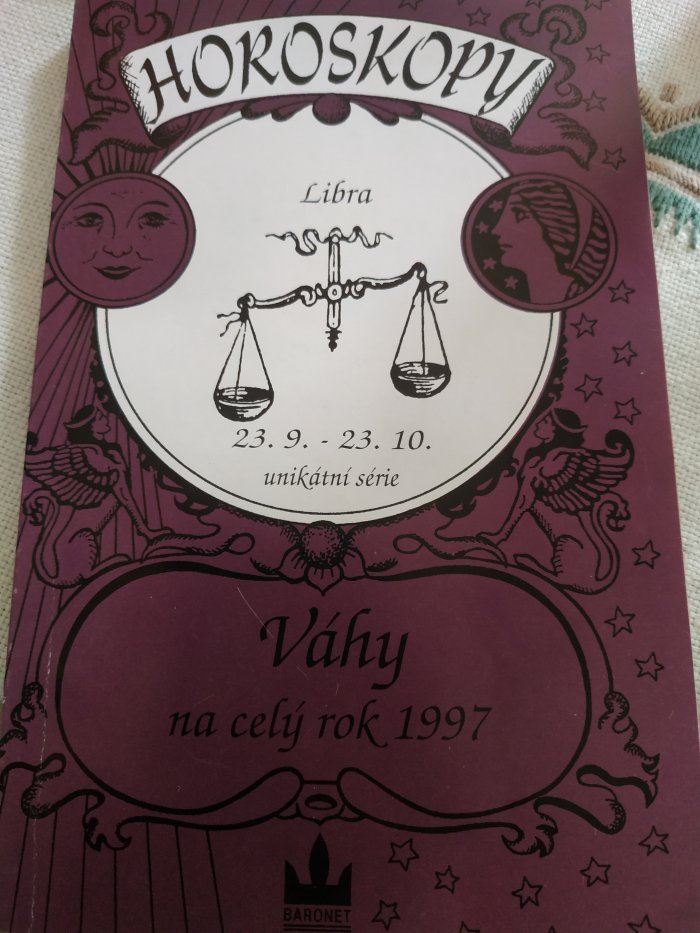 HOROSKOPY
Libra
23. 9. - 23. 10.
unikátní série
Váhy
na celý rok 1997
BARONET